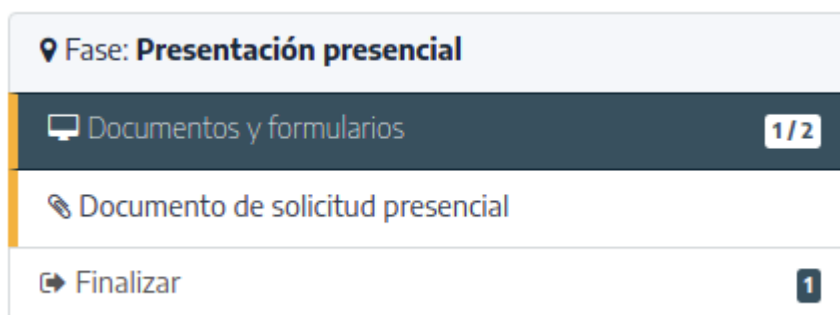 Fase: Presentación presencial
Documentos y formularios 1/2
Documento de solicitud presencial
Finalizar 1